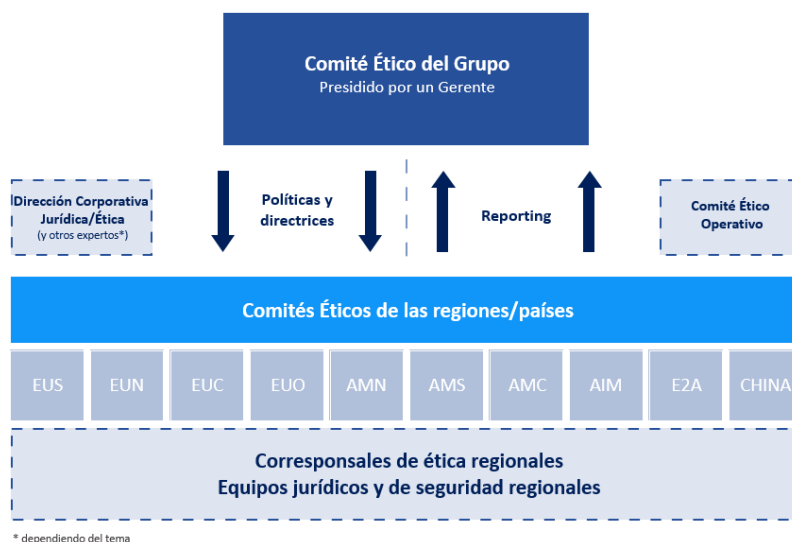 Comité Ético del Grupo
Presidido por un Gerente
Dirección Corporativa
Jurídica/Ética
(y otros expertos*)
Políticas y
directrices
Reporting
Comité Ético
Operativo
Comités Éticos de las regiones/países
EUS
EUN
EUC
EUO
AMN
AMS
AMC
AIM
E2A
CHINA
Corresponsales de ética regionales
Equipos jurídicos y de seguridad regionales
* dependiendo del tema